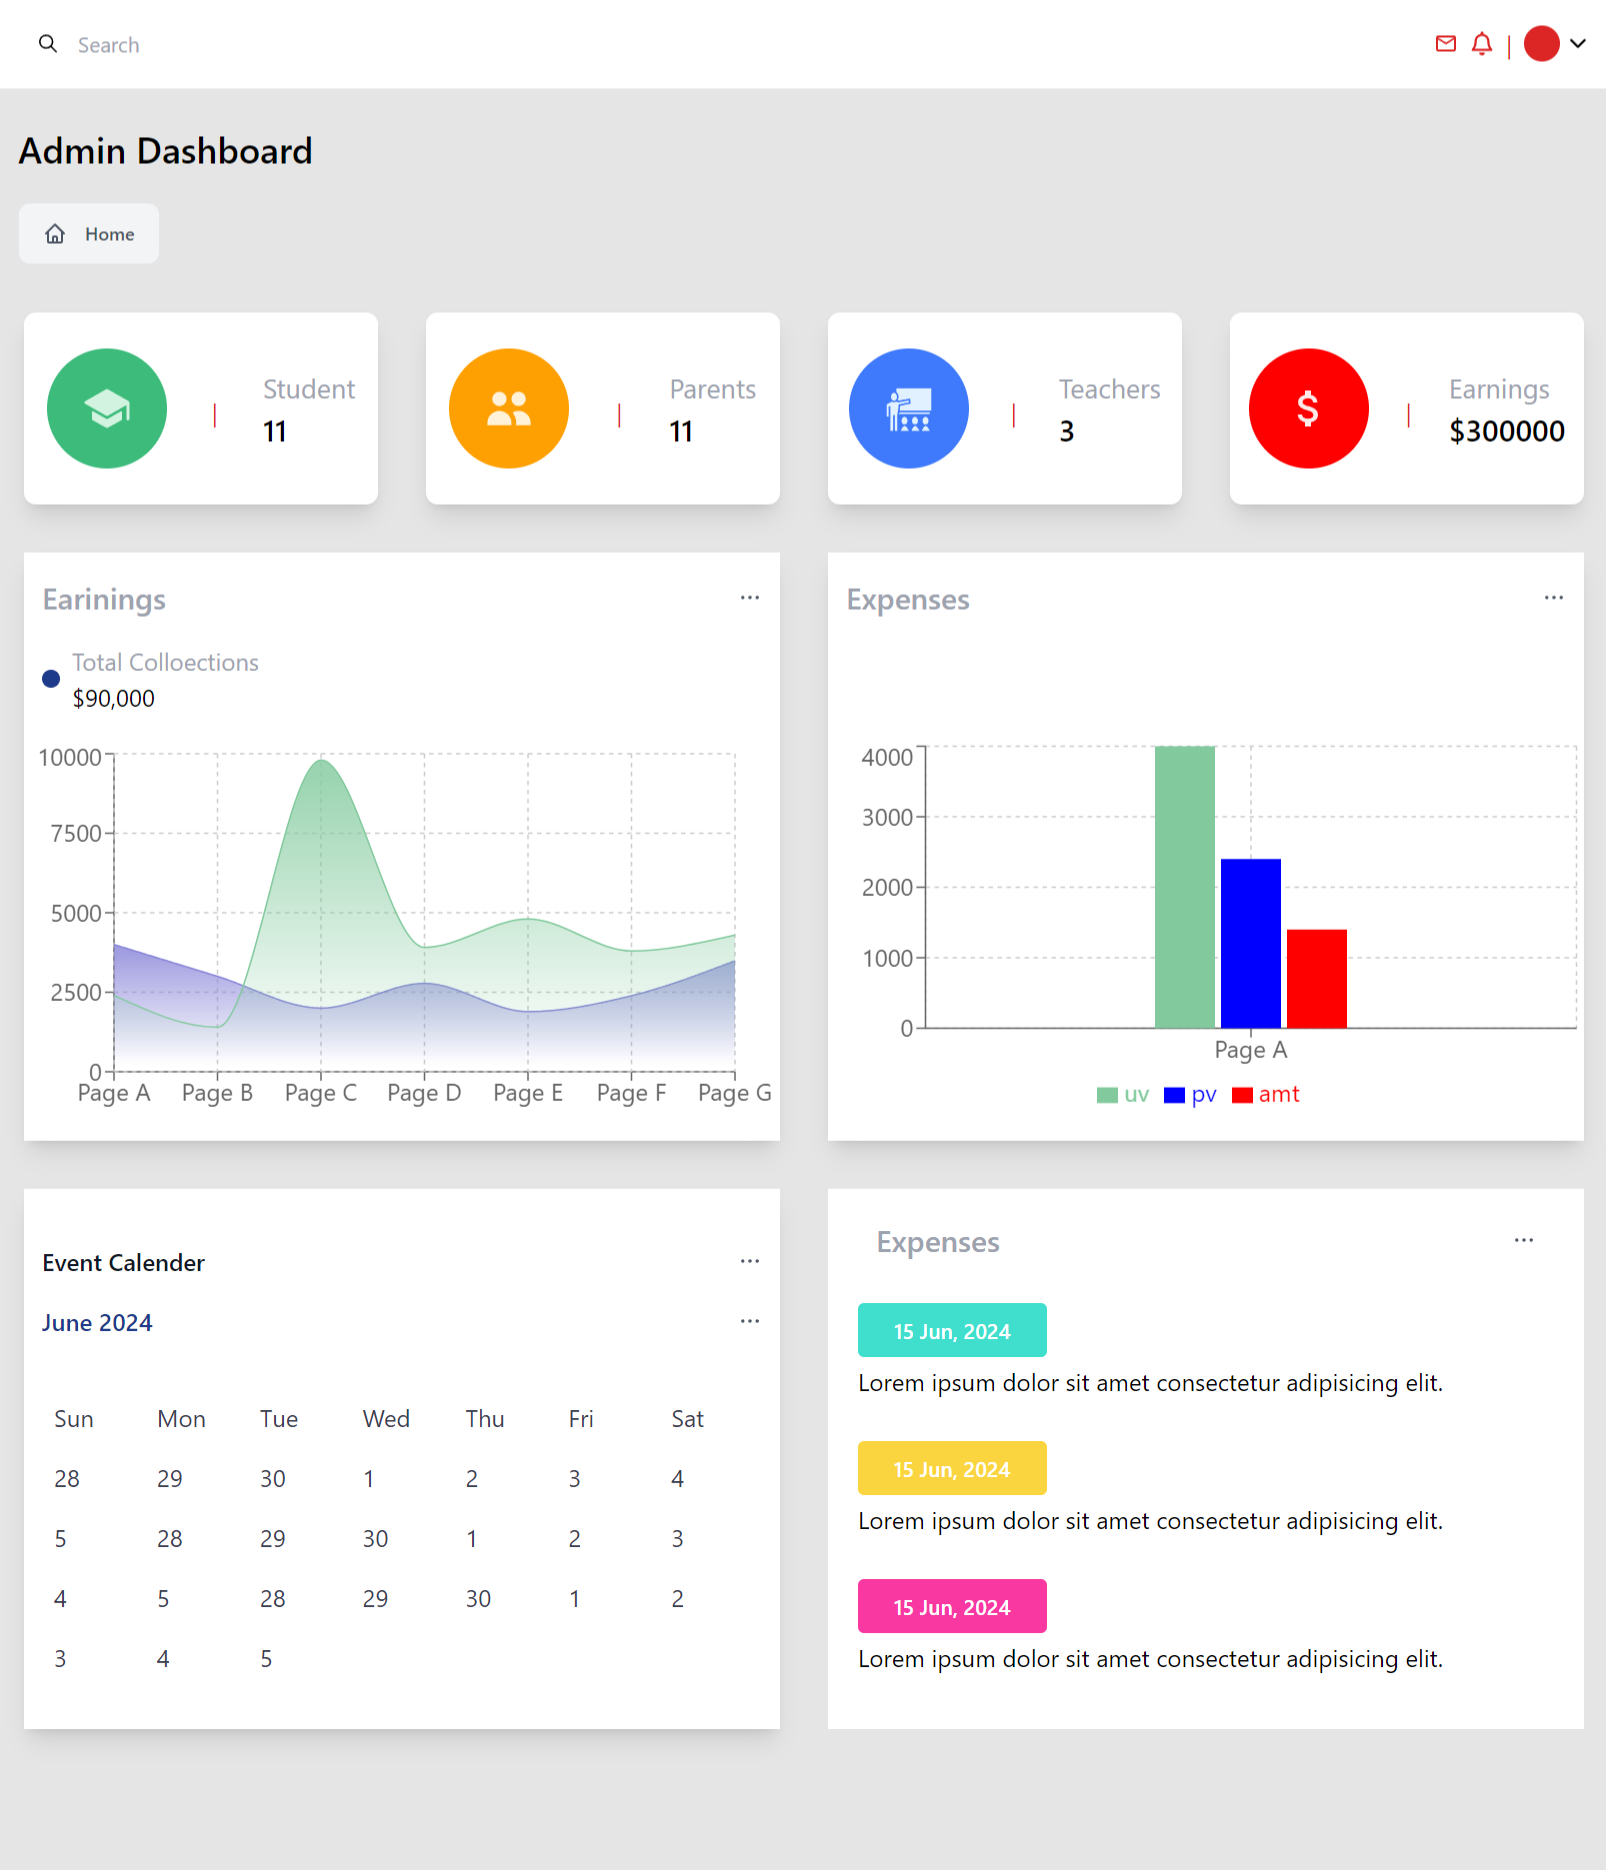 Search
Admin Dashboard
Home
Student
11
Parents
11
Teachers
3
Earnings
$300000
Earinings
...
Total Colloections
$90,000
10000
7500
5000
2500
0
Page A Page B Page C Page D Page E Page F Page G
Expenses
...
4000
3000
2000
1000
0
Page A
uv pv amt
Event Calender
...
June 2024
...
Sun Mon Tue Wed Thu Fri Sat
28 29 30 1 2 3 4
5 28 29 30 1 2 3
4 5 28 29 30 1 2
3 4 5
Expenses
...
15 Jun, 2024
Lorem ipsum dolor sit amet consectetur adipisicing elit.
15 Jun, 2024
Lorem ipsum dolor sit amet consectetur adipisicing elit.
15 Jun, 2024
Lorem ipsum dolor sit amet consectetur adipisicing elit.